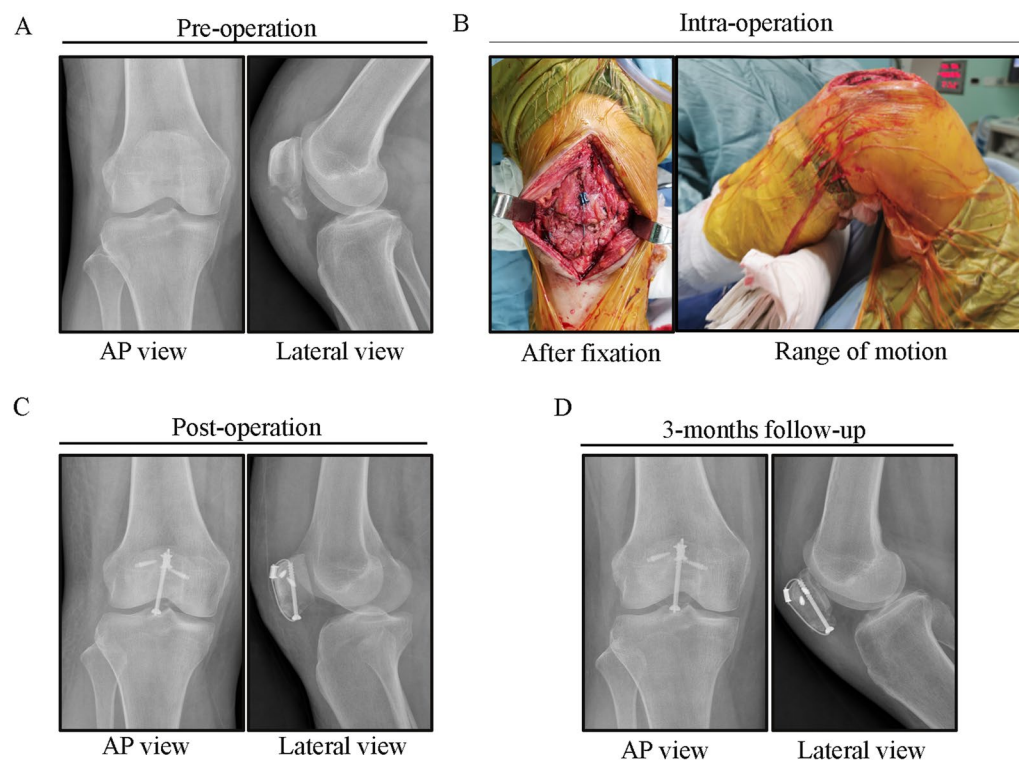 A
Pre-operation
B
Intra-operation
AP view
Lateral view
After fixation
Range of motion
C
Post-operation
D
3-months follow-up
AP view
Lateral view
AP view
Lateral view